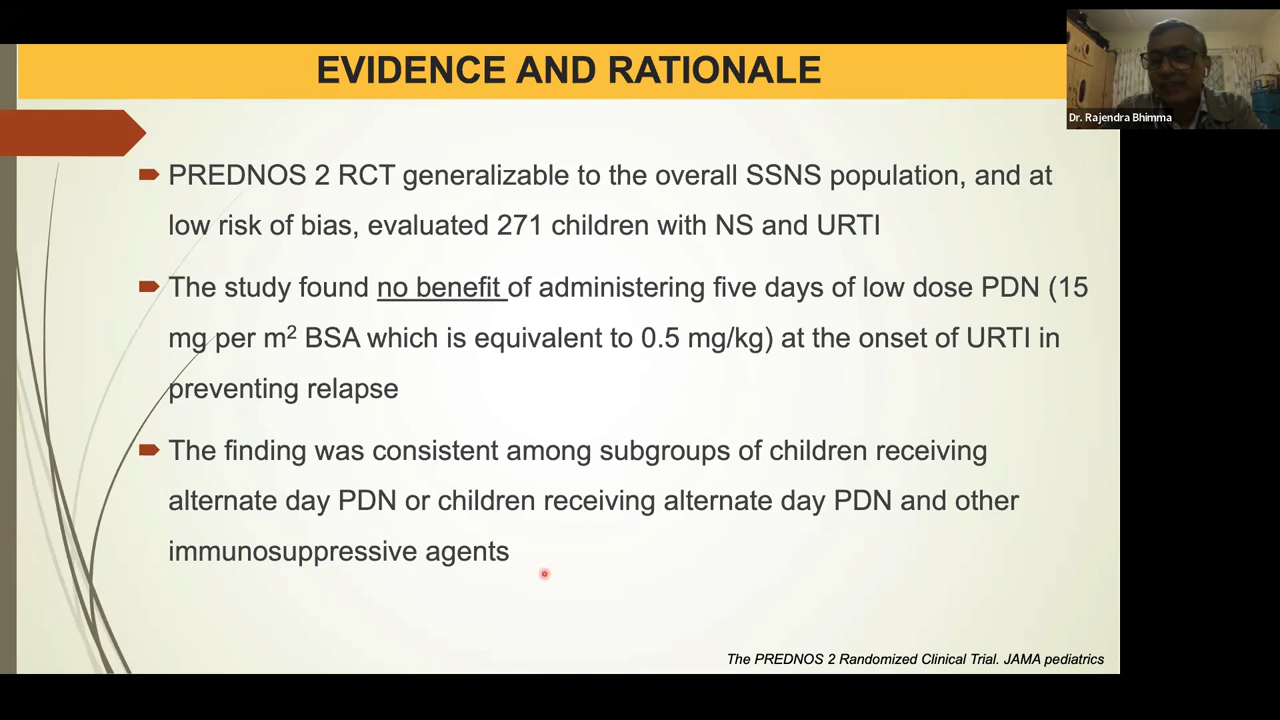 EVIDENCE AND RATIONALE
Dr. Rajendra Bhimma
PREDNOS 2 RCT generalizable to the overall SSNS population, and at
low risk of bias, evaluated 271 children with NS and URTI
The study found no benefit of administering five days of low dose PDN (15
mg per m² BSA which is equivalent to 0.5 mg/kg) at the onset of URTI in
preventing relapse
The finding was consistent among subgroups of children receiving
alternate day PDN or children receiving alternate day PDN and other
immunosuppressive agents
The PREDNOS 2 Randomized Clinical Trial. JAMA pediatrics